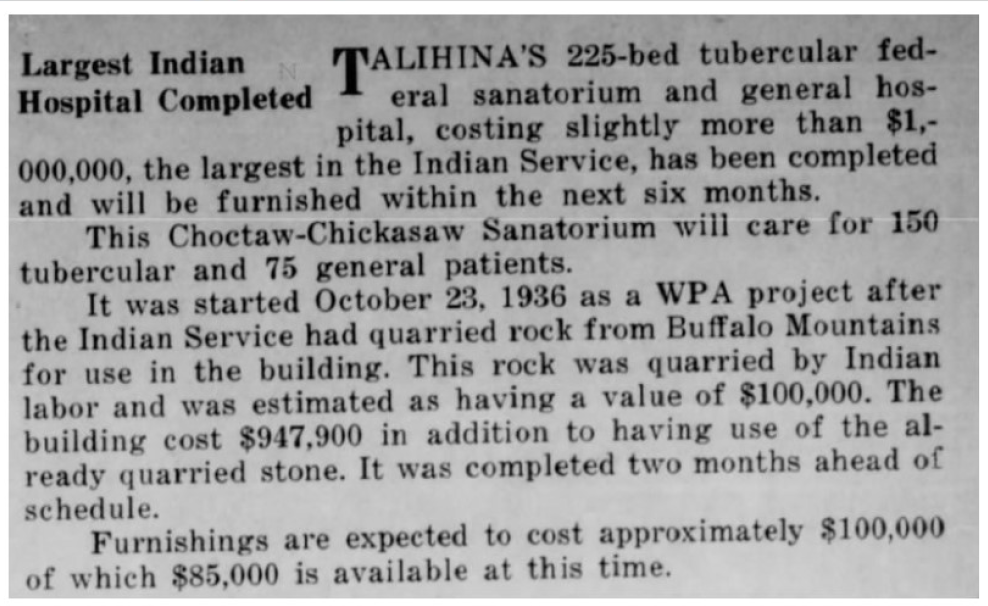 Largest Indian
Hospital Completed
TALIHINA'S 225-bed tubercular fed-
eral sanatorium and general hos-
pital, costing slightly more than $1,-
000,000, the largest in the Indian Service, has been completed
and will be furnished within the next six months.
This Choctaw-Chickasaw Sanatorium will care for 150
tubercular and 75 general patients.
It was started October 23, 1936 as a WPA project after
the Indian Service had quarried rock from Buffalo Mountains
for use in the building. This rock was quarried by Indian
labor and was estimated as having a value of $100,000. The
building cost $947,900 in addition to having use of the al-
ready quarried stone. It was completed two months ahead of
schedule.
Furnishings are expected to cost approximately $100,000
of which $85,000 is available at this time.